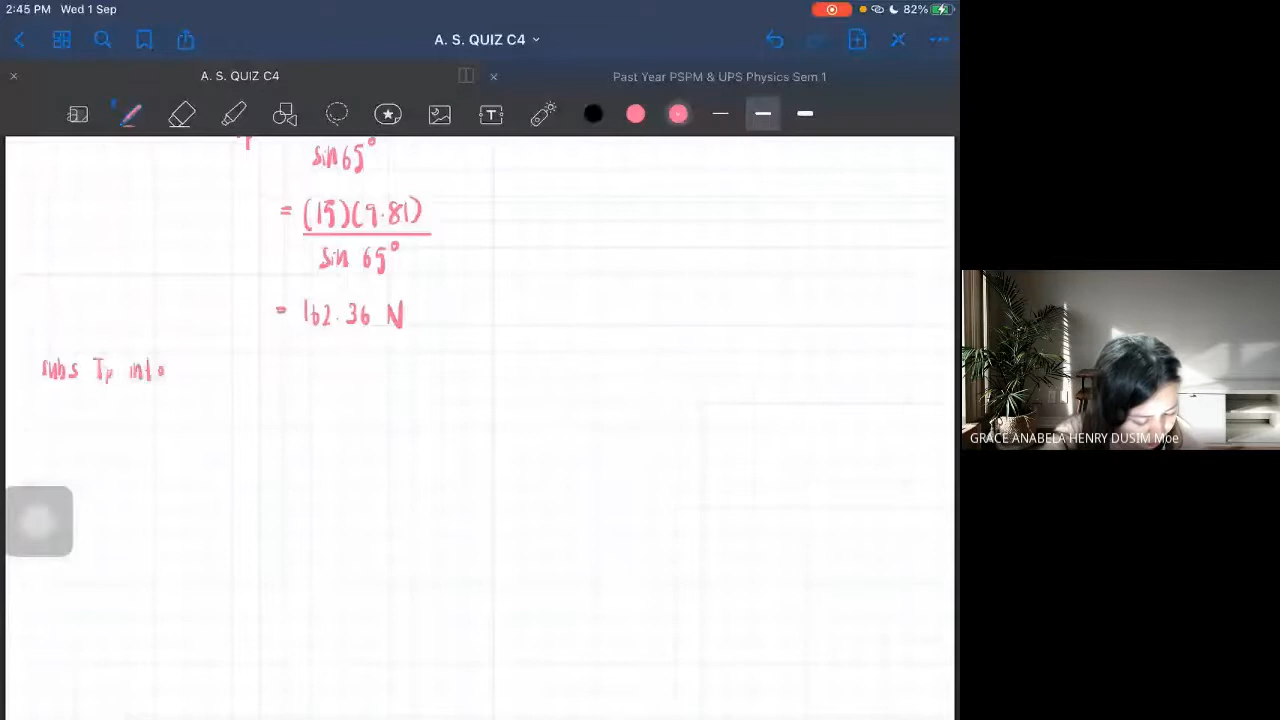 2:45 PM Wed 1 Sep
82%
A. S. QUIZ C4
A. S. QUIZ C4
Past Year PSPM & UPS Physics Sem 1
sin 65°
= (15)(9.81)
sin 65°
= 162.36 N
subs Tp into
GRACE ANABELA HENRY DUSIM Moe